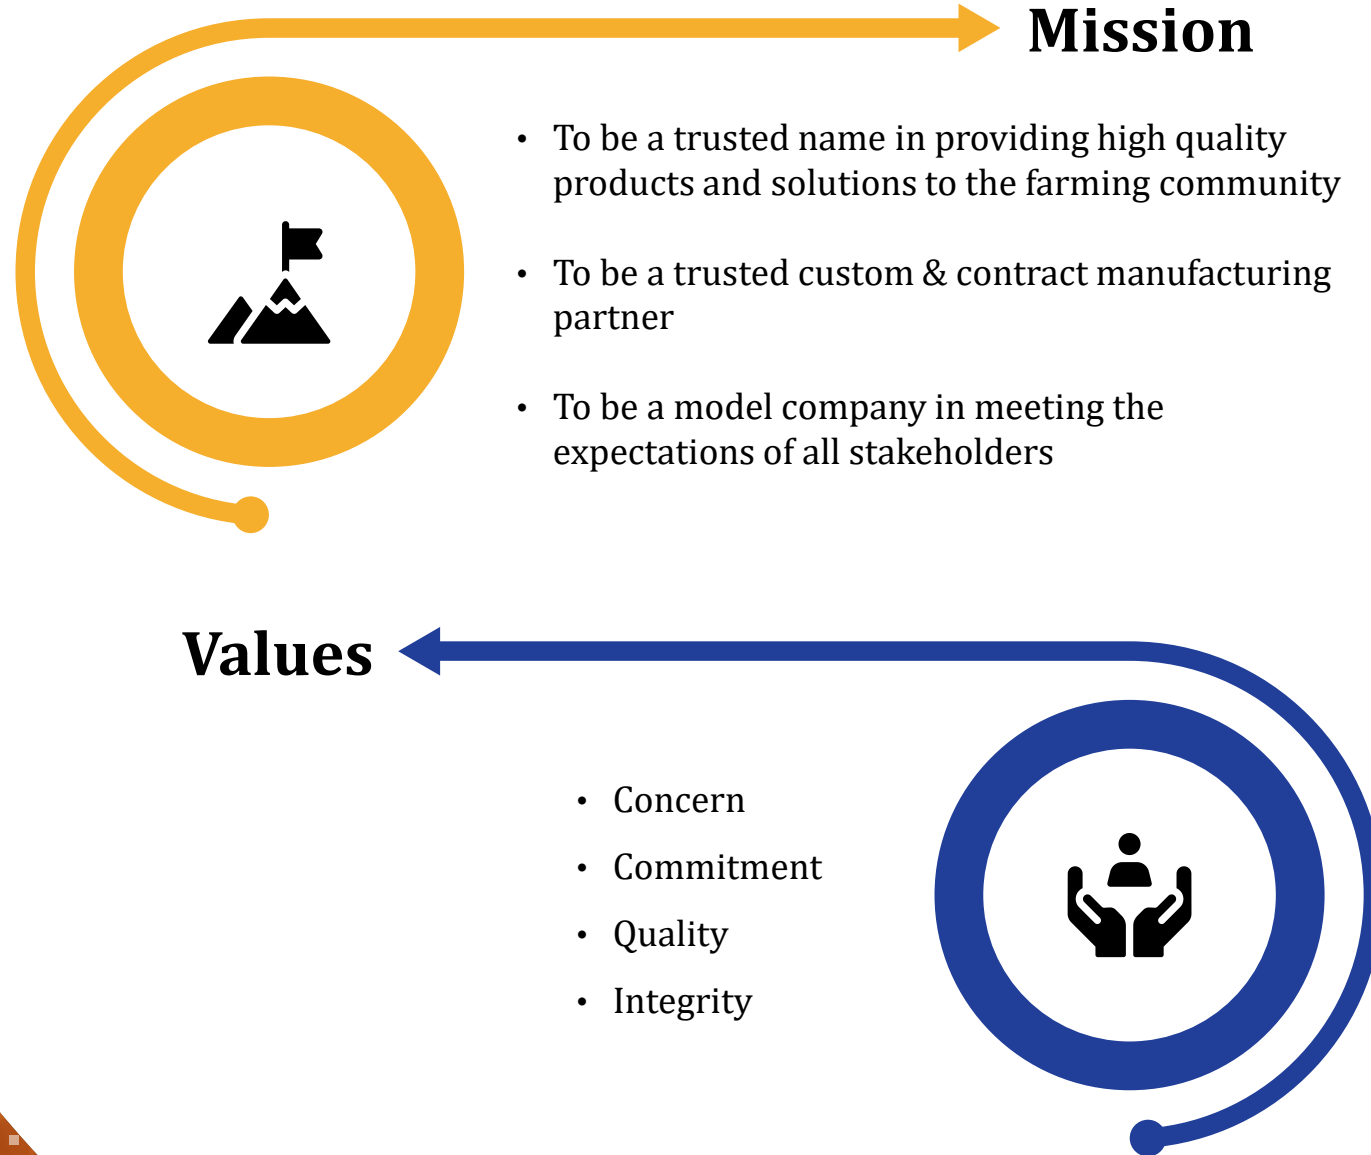 Mission
• To be a trusted name in providing high quality
products and solutions to the farming community
• To be a trusted custom & contract manufacturing
partner
• To be a model company in meeting the
expectations of all stakeholders
Values
• Concern
• Commitment
• Quality
• Integrity